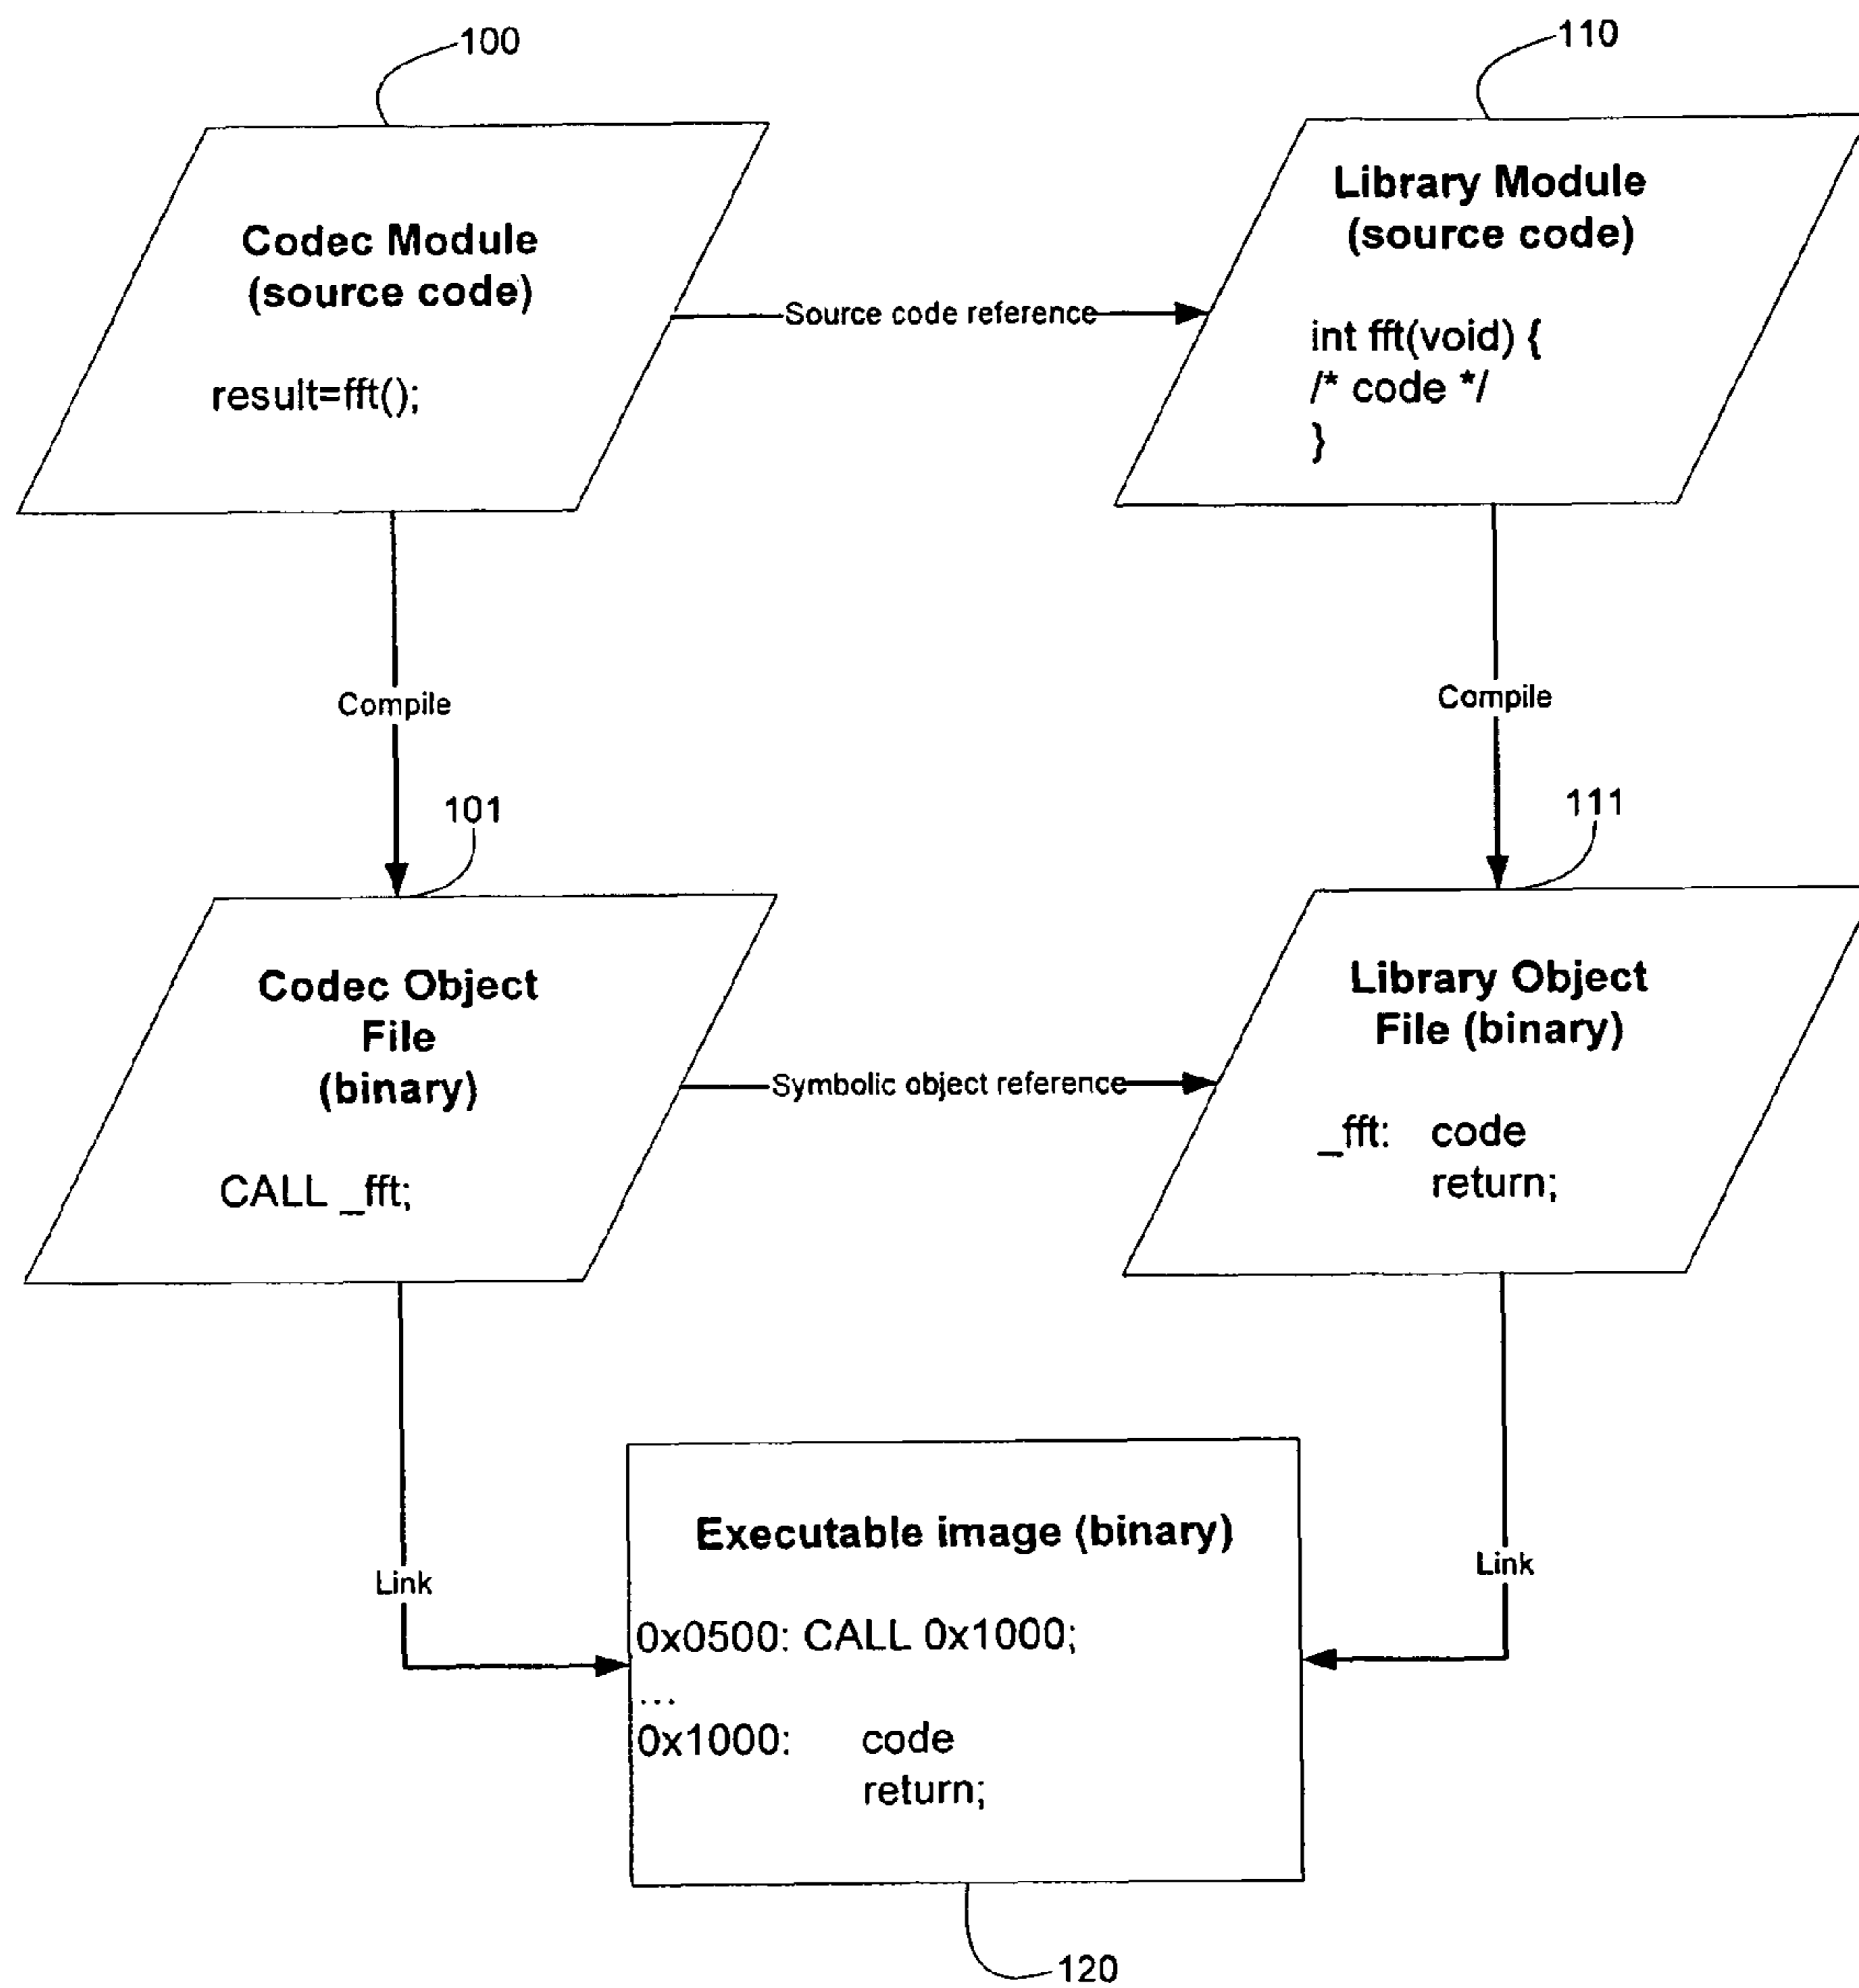 100
110
Codec Module
(source code)
result=fft();
Source code reference
Library Module
(source code)
int fft(void) {
/* code */
}
Compile
Compile
101
111
Codec Object
File
(binary)
CALL _fft;
Symbolic object reference
Library Object
File (binary)
_fft: code
return;
Link
Link
Executable image (binary)
0x0500: CALL 0x1000;
...
0x1000: code
return;
120